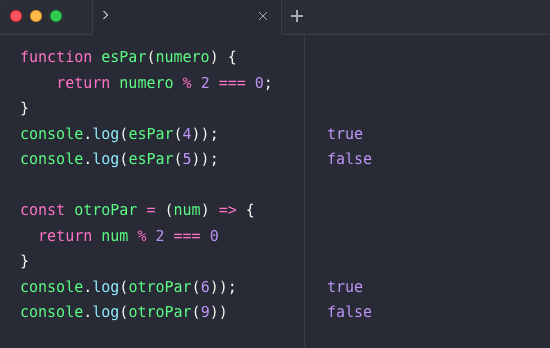 function esPar(numero) {
    return numero % 2 === 0;
}
console.log(esPar(4)); true
console.log(esPar(5)); false

const otroPar = (num) => {
  return num % 2 === 0
}
console.log(otroPar(6)); true
console.log(otroPar(9)) false